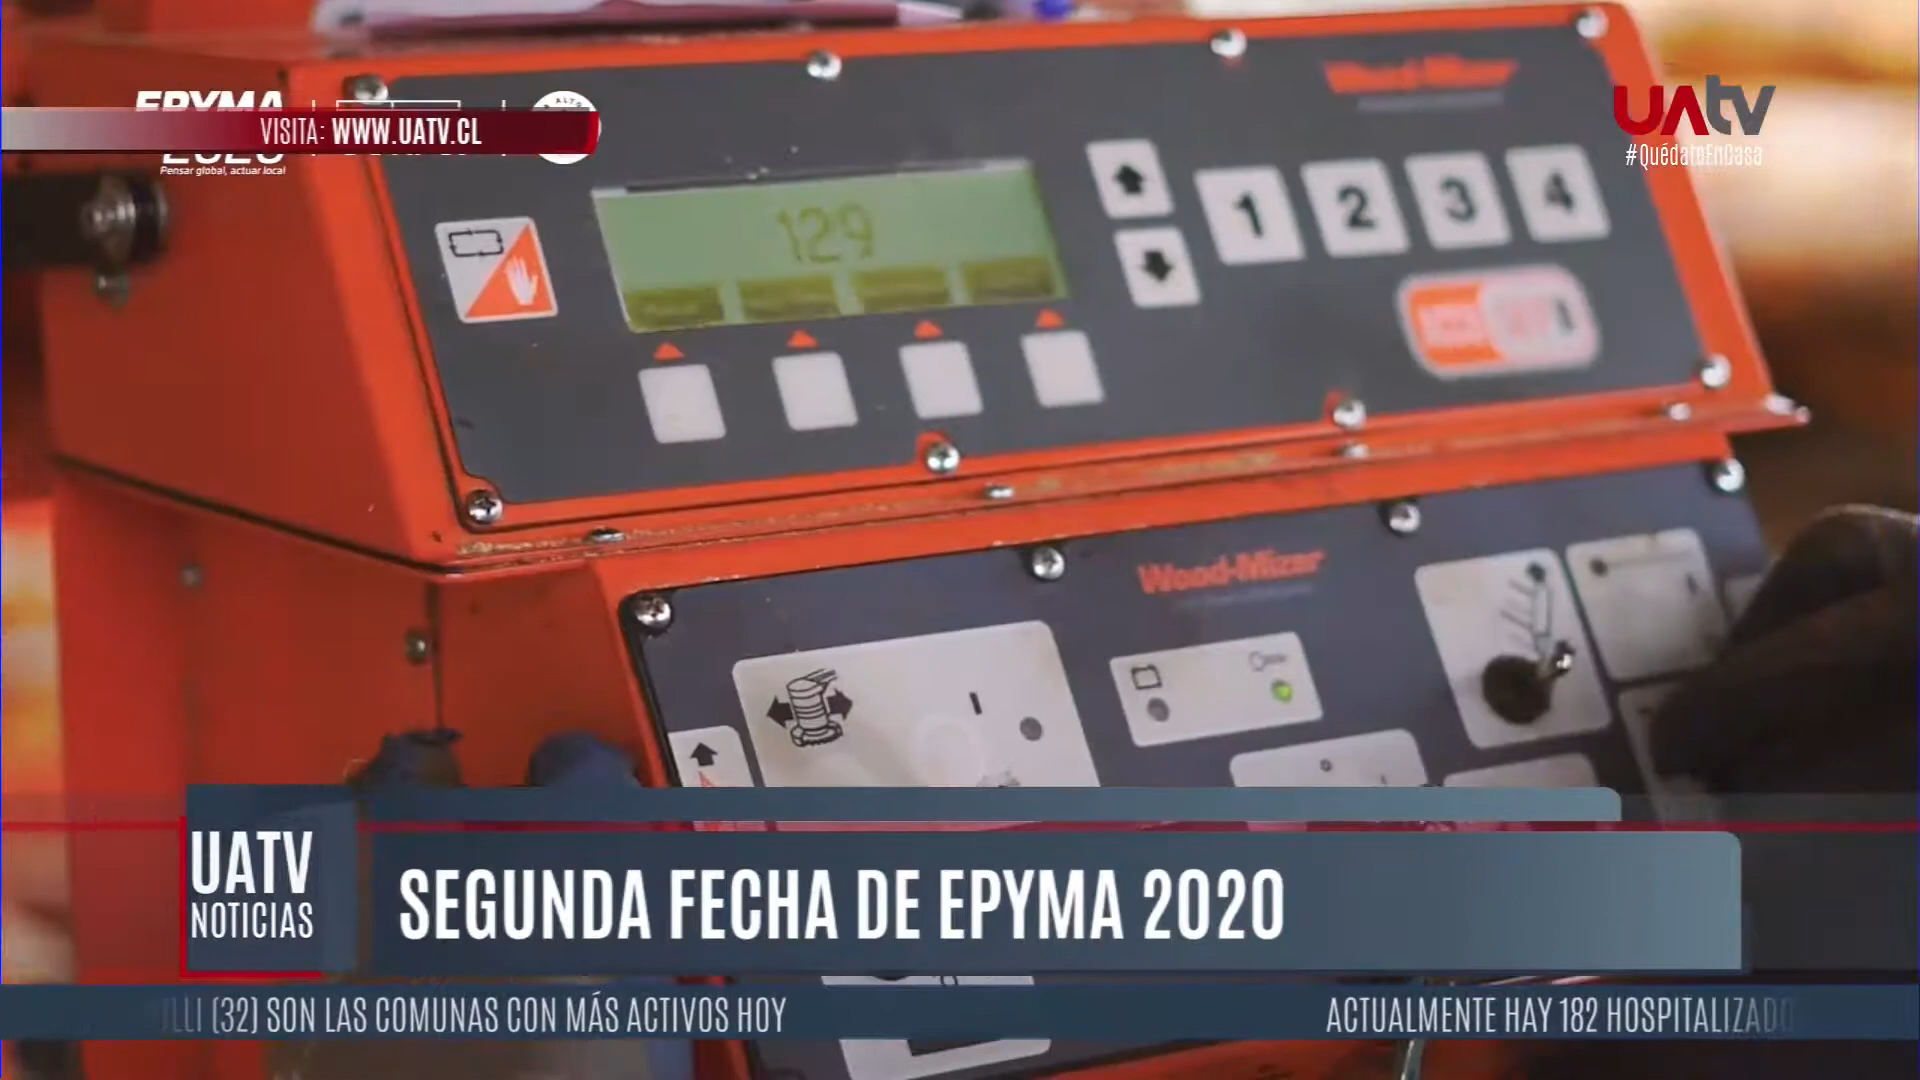 EPYMA
VISITA: WWW.UATV.CL
2020
Pensar global, actuar local
ALTO
UAtv
#QuédateEnCasa
Wood-Mizer
129
1 2 3 4
Wood-Mizer
UATV
NOTICIAS
SEGUNDA FECHA DE EPYMA 2020
(32) SON LAS COMUNAS CON MÁS ACTIVOS HOY
ACTUALMENTE HAY 182 HOSPITALIZADO